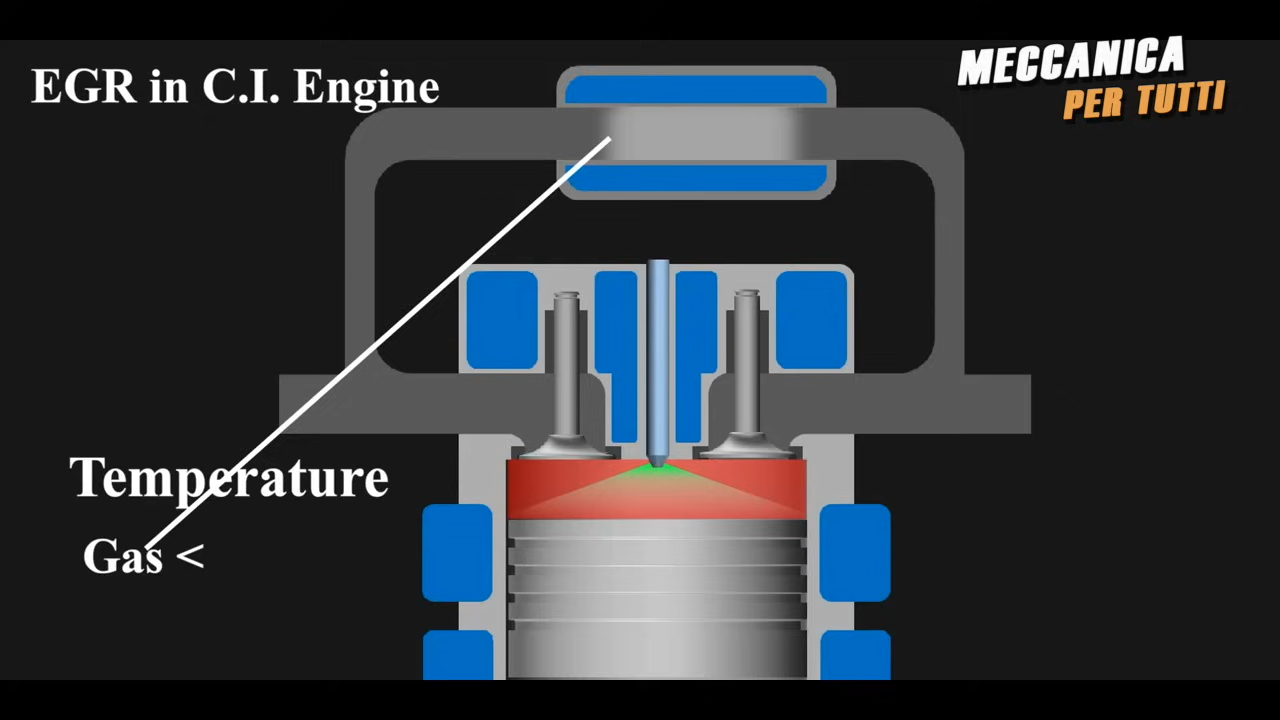 EGR in C.I. Engine
MECCANICA
PER TUTTI
Temperature
Gas <